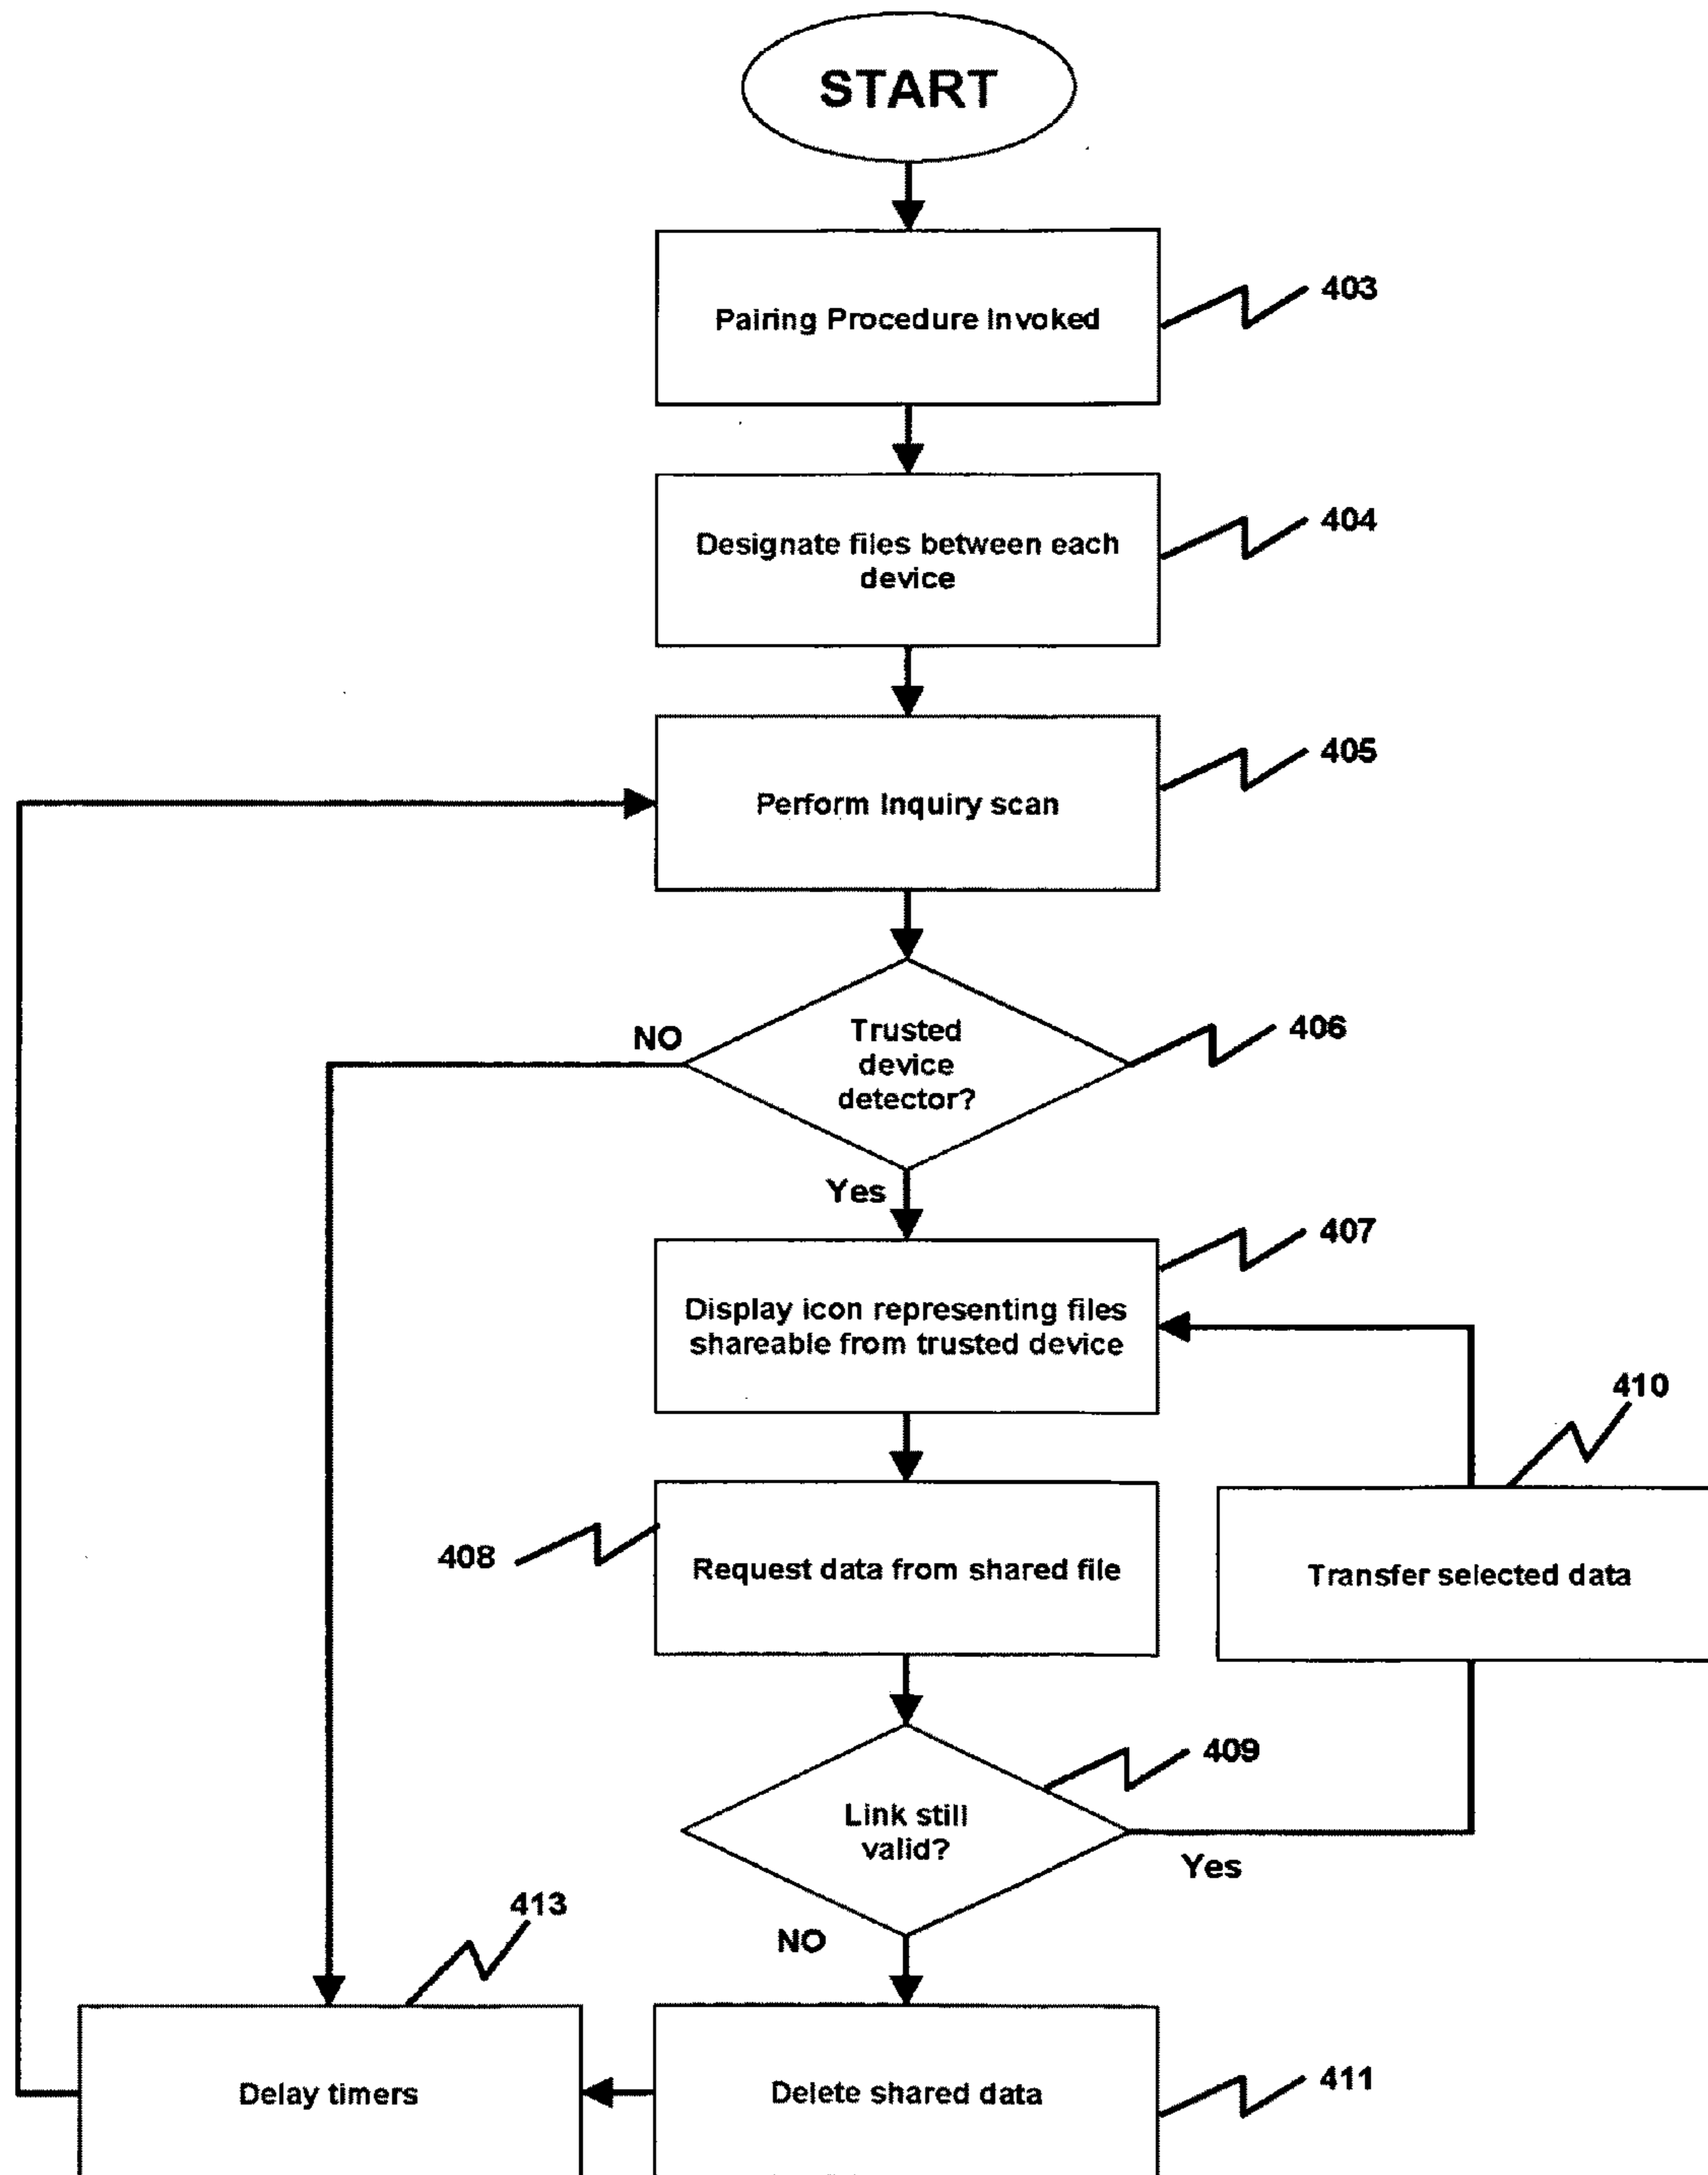 START
Pairing Procedure Invoked
403
Designate files between each
device
404
Perform Inquiry scan
405
Trusted
device
detector?
406
NO
Yes
Display icon representing files
shareable from trusted device
407
Request data from shared file
408
Transfer selected data
410
Link still
valid?
409
Yes
NO
Delay timers
413
Delete shared data
411